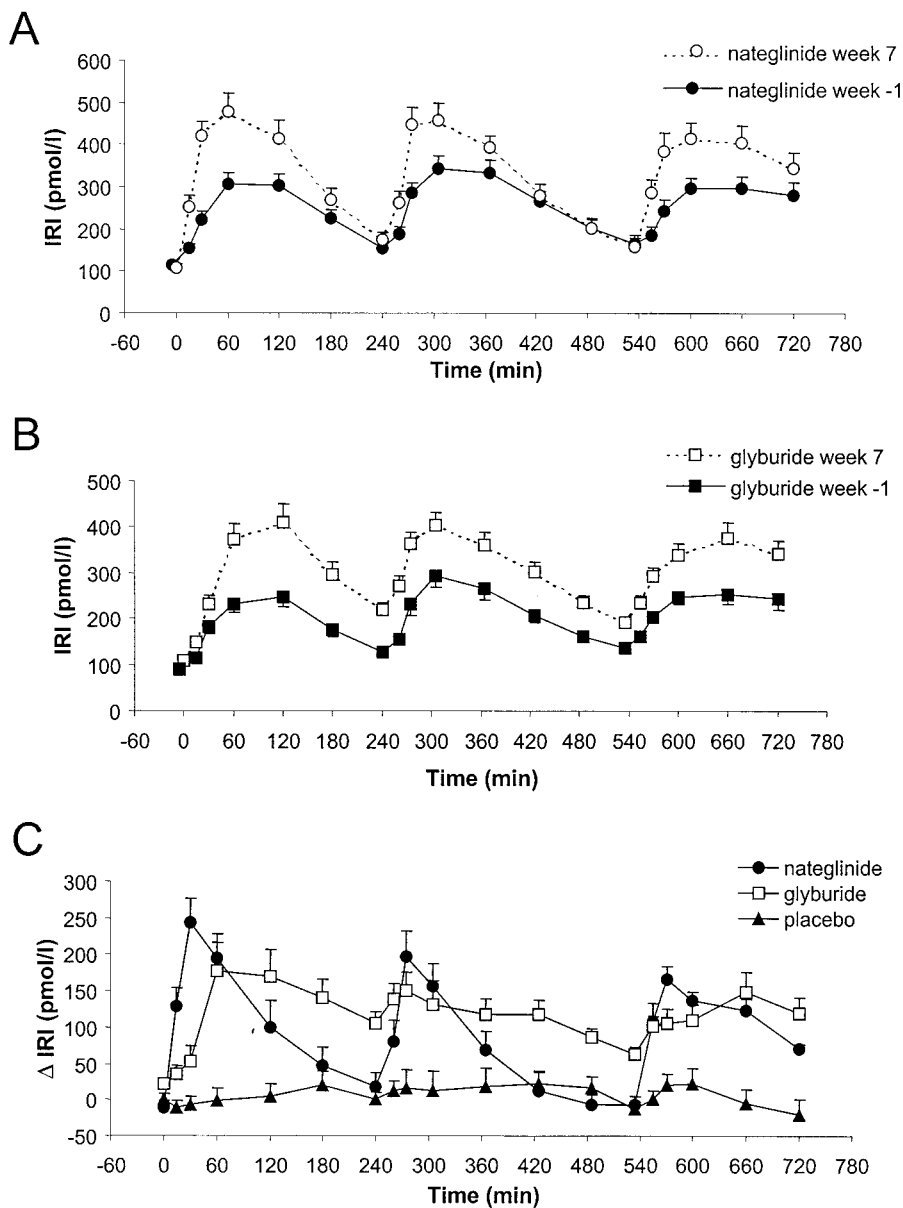 A
nateglinide week 7
nateglinide week -1
600
500
400
300
200
100
0
IRI (pmol/l)
-60 0 60 120 180 240 300 360 420 480 540 600 660 720 780
Time (min)
B
glyburide week 7
glyburide week -1
500
400
300
200
100
0
IRI (pmol/l)
-60 0 60 120 180 240 300 360 420 480 540 600 660 720 780
Time (min)
C
nateglinide
glyburide
placebo
300
250
200
150
100
50
0
-50
Δ IRI (pmol/l)
-60 0 60 120 180 240 300 360 420 480 540 600 660 720 780
Time (min)